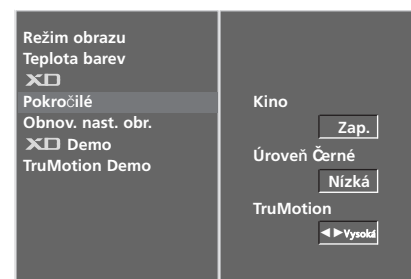 Režim obrazu
Teplota barev
XD
Pokročilé
Obnov. nast. obr.
XD Demo
TruMotion Demo
Kino
Zap.
Úroveň Černé
Nízká
TruMotion
◄►Vysoká